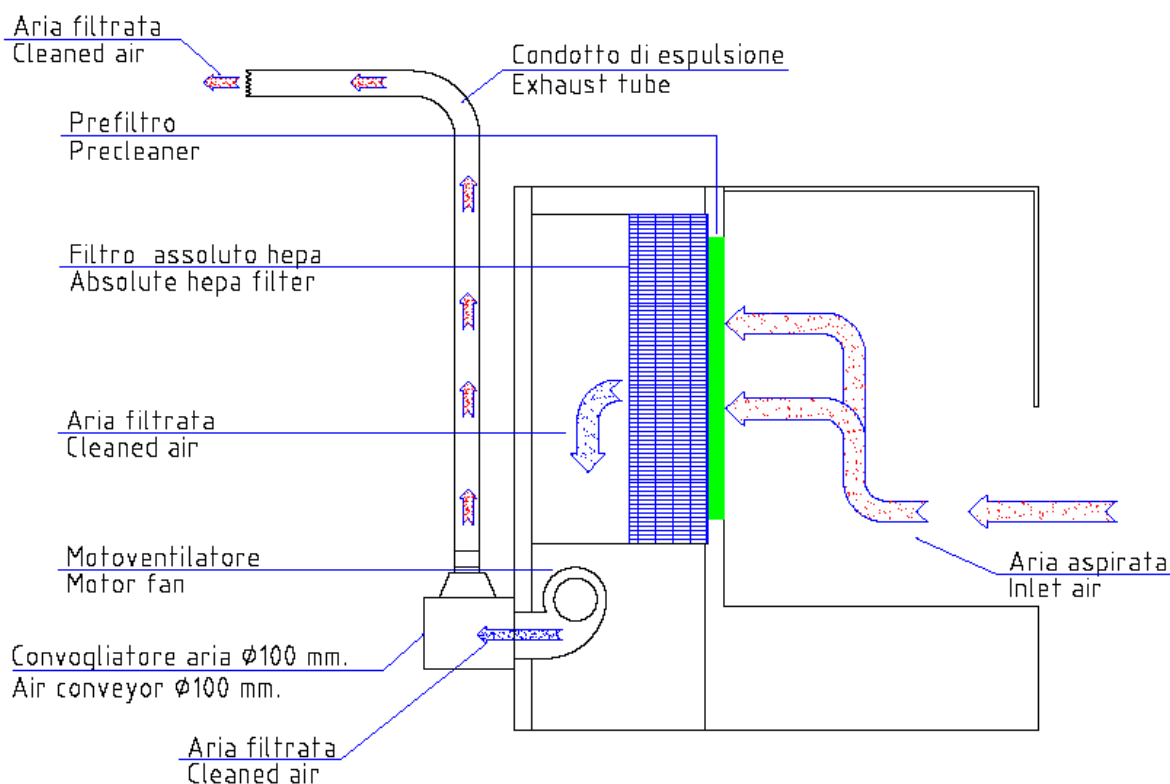 Aria filtrata
Cleaned air
Condotto di espulsione
Exhaust tube
Prefiltro
Precleaner
Filtro assoluto hepa
Absolute hepa filter
Aria filtrata
Cleaned air
Motoventilatore
Motor fan
Aria aspirata
Inlet air
Convogliatore aria Ø100 mm.
Air conveyor Ø100 mm.
Aria filtrata
Cleaned air